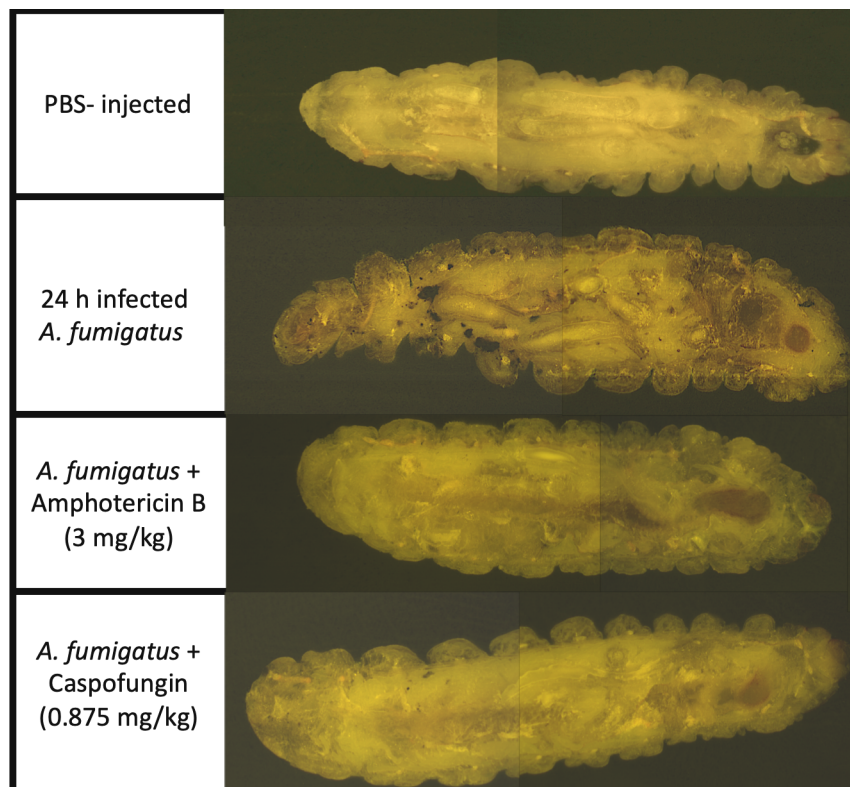 PBS- injected
24 h infected
A. fumigatus
A. fumigatus +
Amphotericin B
(3 mg/kg)
A. fumigatus +
Caspofungin
(0.875 mg/kg)